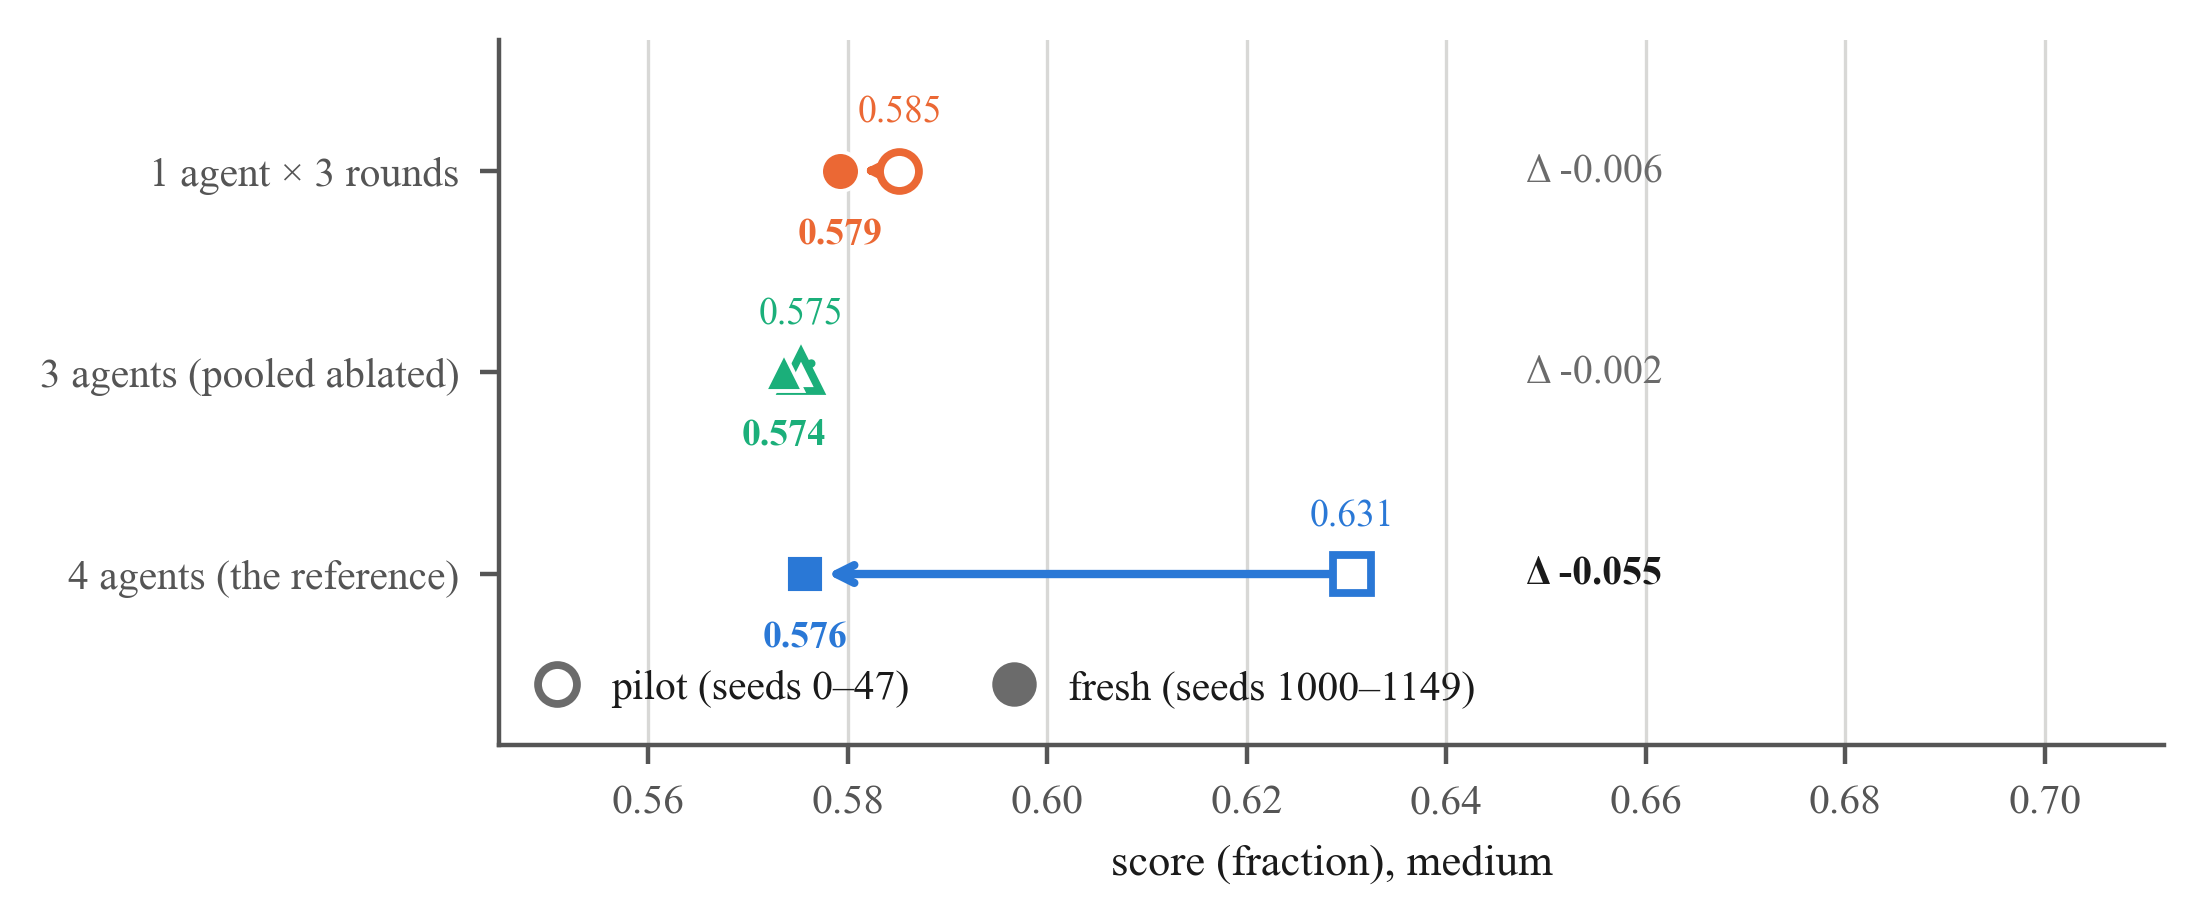 0.585
1 agent × 3 rounds
Δ -0.006
0.579
0.575
3 agents (pooled ablated)
Δ -0.002
0.574
0.631
4 agents (the reference)
Δ -0.055
0.576
pilot (seeds 0–47)
fresh (seeds 1000–1149)
0.56 0.58 0.60 0.62 0.64 0.66 0.68 0.70
score (fraction), medium